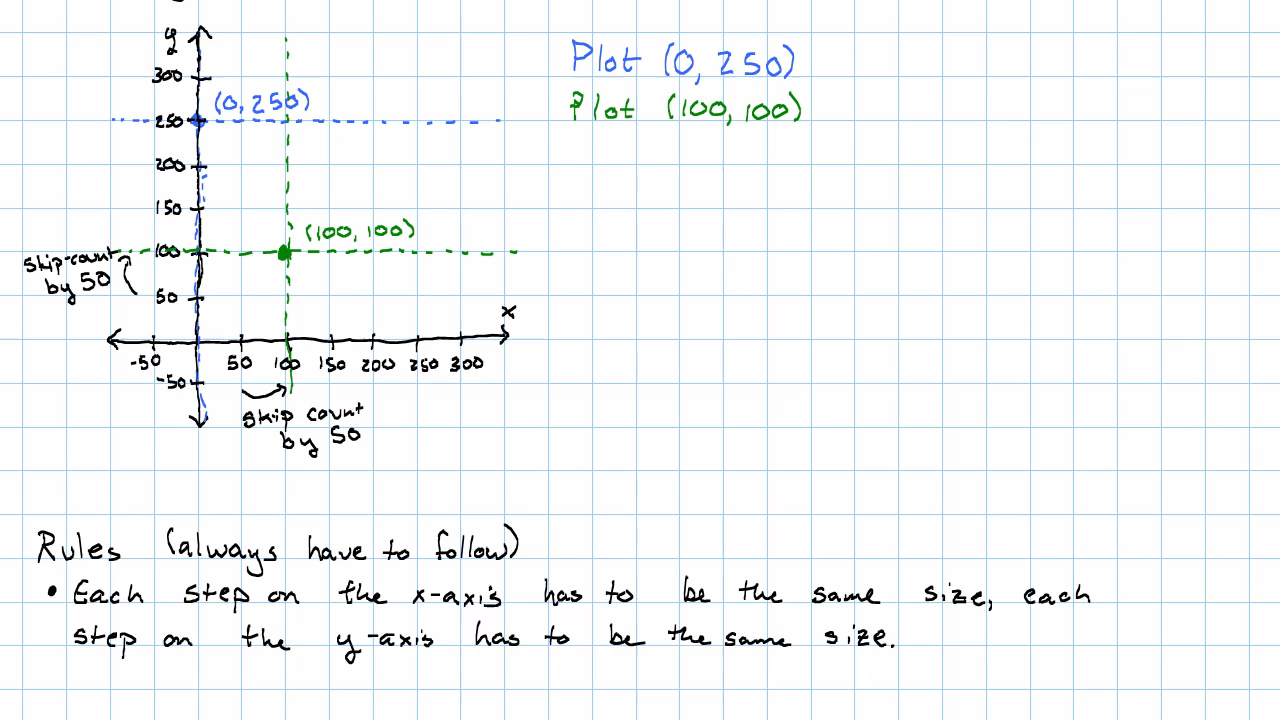 y
Plot (0, 250)
300
(0, 250)
Plot (100, 100)
250
200
150
(100, 100)
100
skip-count
by 50
50
x
-50 50 100 150 200 250 300
-50
skip count
by 50
Rules (always have to follow)
• Each step on the x-axis has to be the same size, each
step on the y-axis has to be the same size.